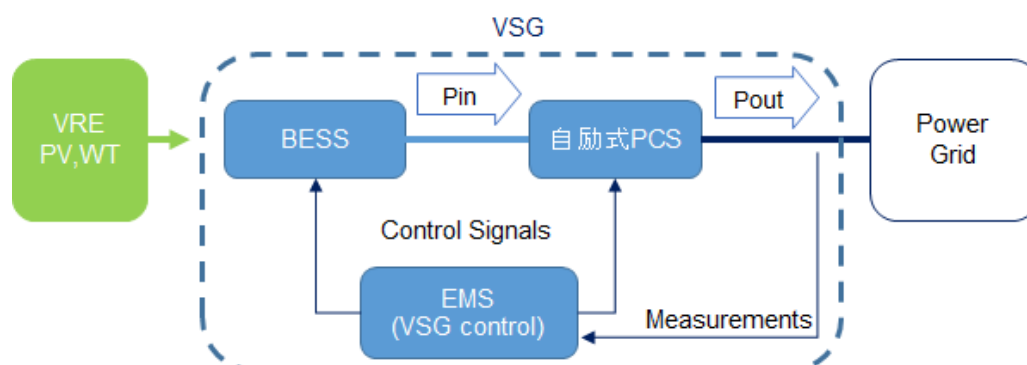 VSG
VRE
PV,WT
Pin
Pout
BESS
自励式PCS
Power
Grid
Control Signals
EMS
(VSG control)
Measurements